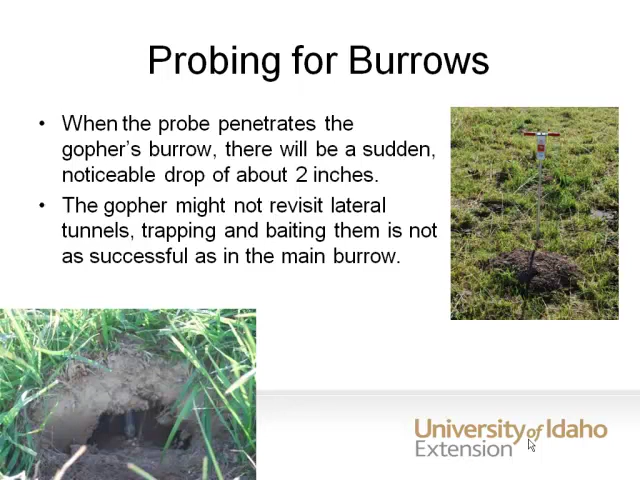 Probing for Burrows
• When the probe penetrates the
gopher's burrow, there will be a sudden,
noticeable drop of about 2 inches.
• The gopher might not revisit lateral
tunnels, trapping and baiting them is not
as successful as in the main burrow.
University of Idaho
Extension